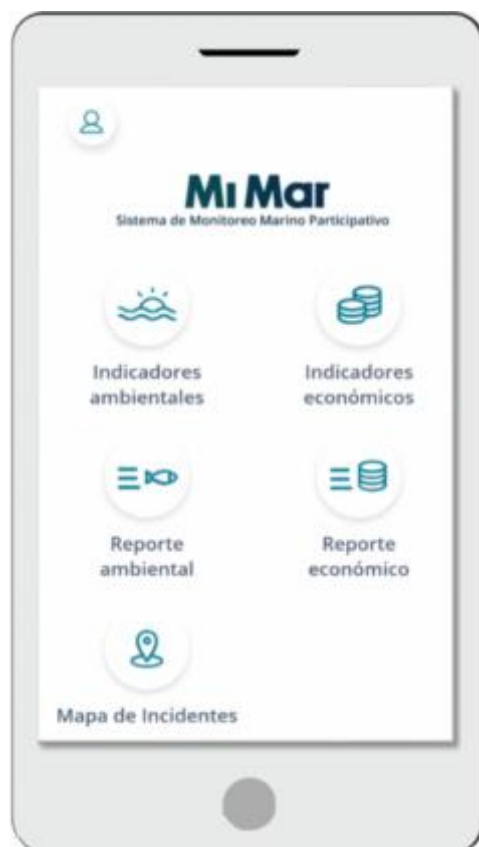 Mi Mar
Sistema de Monitoreo Marino Participativo
Indicadores
ambientales
Indicadores
económicos
Reporte
ambiental
Reporte
económico
Mapa de Incidentes